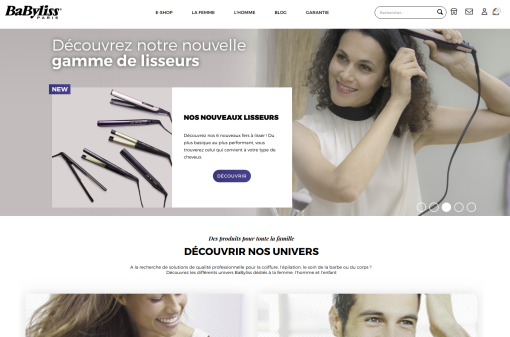 BaByliss
PARIS
E-SHOP LA FEMME L'HOMME BLOG GARANTIE
Rechercher
Découvrez notre nouvelle
gamme de lisseurs
NEW
NOS NOUVEAUX LISSEURS
Découvrez nos 6 nouveaux fers à lisser ! Du
plus basique au plus performant, vous
trouverez celui qui convient à votre type de
cheveux.
DÉCOUVRIR
Des produits pour toute la famille
DÉCOUVRIR NOS UNIVERS
A la recherche de solutions de qualité professionnelle pour la coiffure, l'épilation, le soin de la barbe ou du corps ?
Découvrez les différents univers BaByliss dédiés à la femme, l'homme et l'enfant